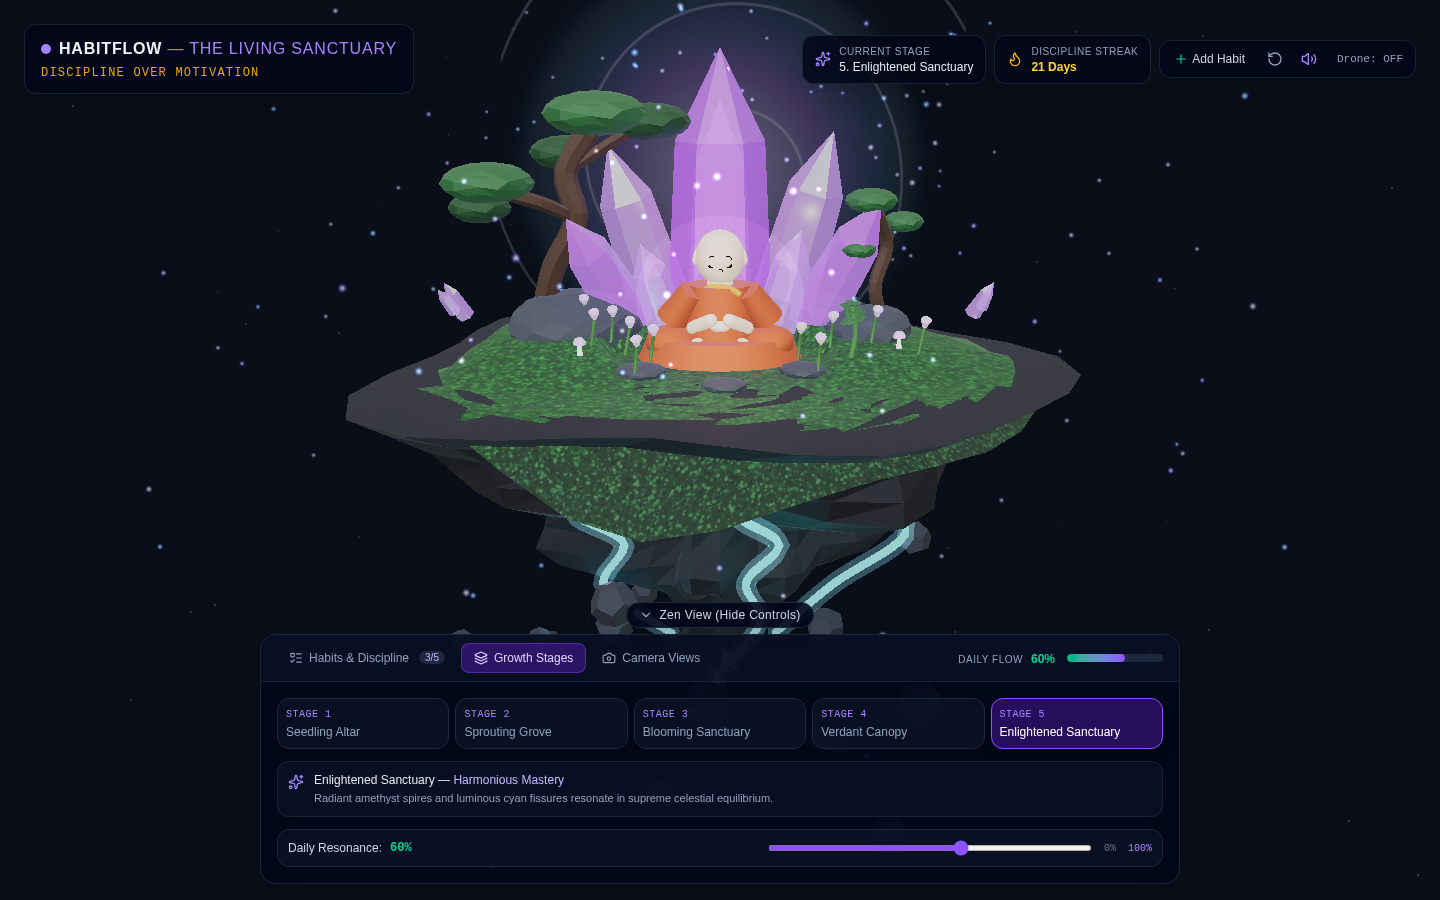 HABITFLOW — THE LIVING SANCTUARY
DISCIPLINE OVER MOTIVATION
CURRENT STAGE
5. Enlightened Sanctuary
DISCIPLINE STREAK
21 Days
Add Habit
Drone: OFF
Zen View (Hide Controls)
Habits & Discipline 3/5
Growth Stages
Camera Views
DAILY FLOW 60%
STAGE 1
Seedling Altar
STAGE 2
Sprouting Grove
STAGE 3
Blooming Sanctuary
STAGE 4
Verdant Canopy
STAGE 5
Enlightened Sanctuary
Enlightened Sanctuary — Harmonious Mastery
Radiant amethyst spires and luminous cyan fissures resonate in supreme celestial equilibrium.
Daily Resonance: 60%
0% 100%